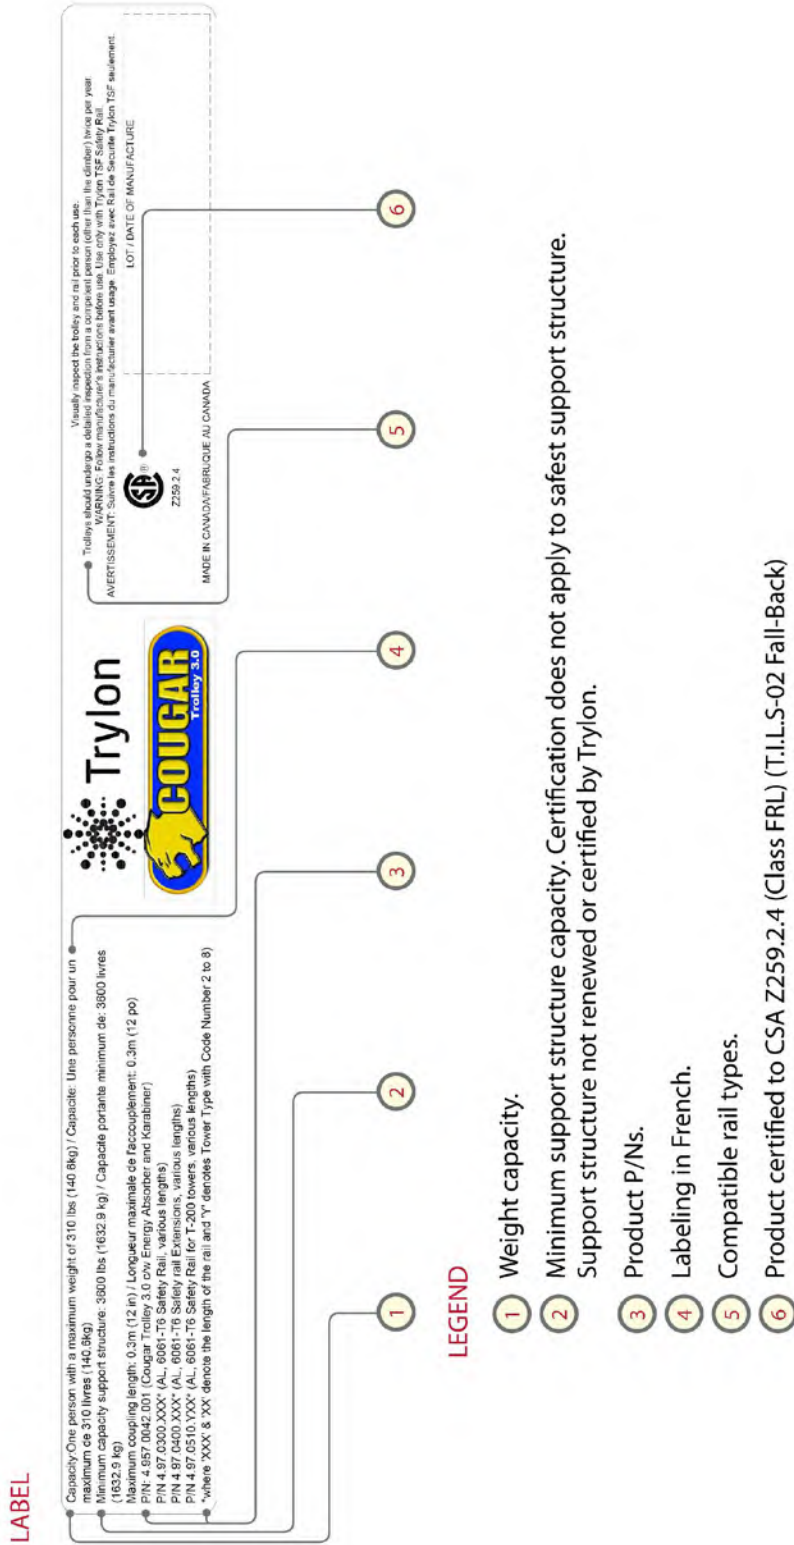 LABEL
Capacity:One person with a maximum weight of 310 lbs (140.6kg) / Capacite: Une personne pour un
maximum de 310 livres (140.6kg)
Minimum capacity support structure: 3600 lbs (1632.9 kg) / Capacite portante minimum de: 3600 livres
(1632.9 kg)
Maximum coupling length: 0.3m (12 in) / Longueur maximale de l'accouplement: 0.3m (12 po)
P/N: 4.957.0042.001 (Cougar Trolley 3.0 c/w Energy Absorber and Karabiner)
P/N 4.97.0300.XXX* (AL, 6061-T6 Safety Rail, various lengths)
P/N 4.97.0400.XXX* (AL, 6061-T6 Safety rail Extensions, various lengths)
P/N 4.97.0510.YXX* (AL, 6061-T6 Safety Rail for T-200 towers, various lengths)
*where 'XXX' & 'XX' denote the length of the rail and 'Y' denotes Tower Type with Code Number 2 to 8)
Trylon
COUGAR
Trolley 3.0
Visually inspect the trolley and rail prior to each use.
Trolleys should undergo a detailed inspection from a competent person (other than the climber) twice per year
WARNING: Follow manufacturer's instructions before use. Use only with Trylon TSF Safety Rail.
AVERTISSEMENT: Suivre les instructions du manufacturier avant usage. Employez avec Rail de Securite Trylon TSF seulement.
CSA ®
Z259.2.4
LOT / DATE OF MANUFACTURE
MADE IN CANADA/FABRIQUE AU CANADA
1
2
3
4
5
6
LEGEND
1 Weight capacity.
2 Minimum support structure capacity. Certification does not apply to safest support structure.
Support structure not renewed or certified by Trylon.
3 Product P/Ns.
4 Labeling in French.
5 Compatible rail types.
6 Product certified to CSA Z259.2.4 (Class FRL) (T.I.L.S-02 Fall-Back)